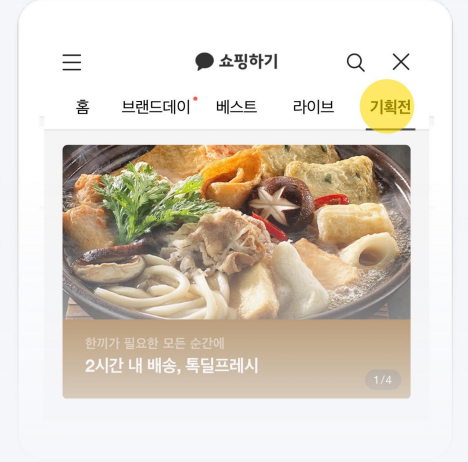 쇼핑하기
홈 브랜드데이 베스트 라이브 기획전
한끼가 필요한 모든 순간에
2시간 내 배송, 톡딜프레시
1/4